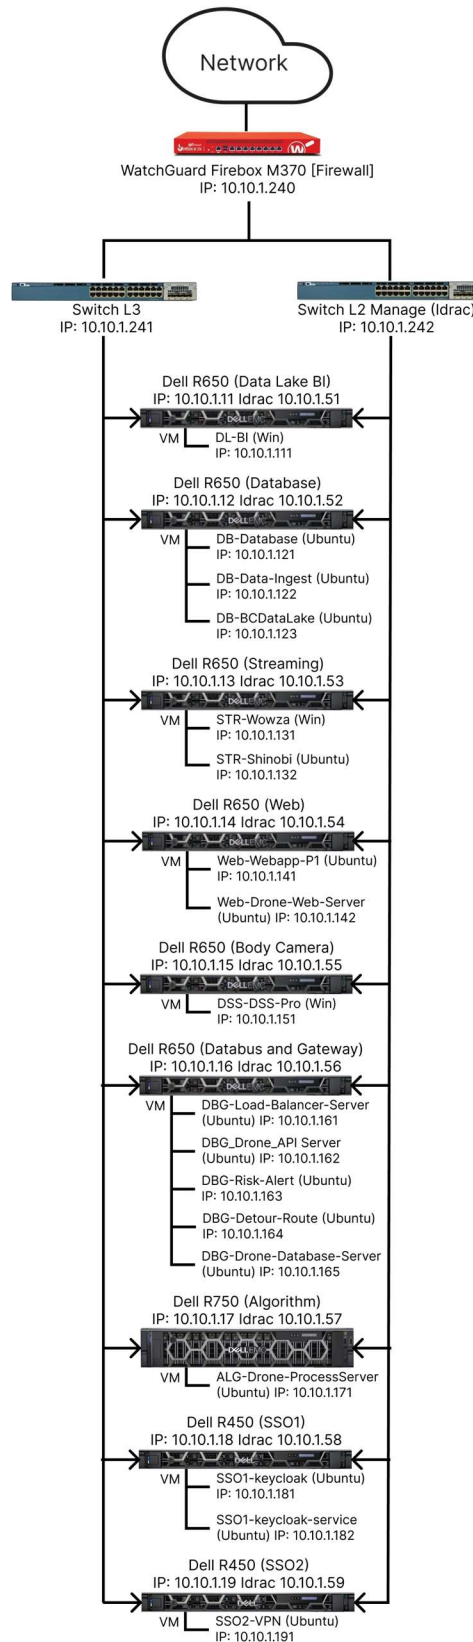 Network
WatchGuard Firebox M370 [Firewall]
IP: 10.10.1.240
Switch L3
IP: 10.10.1.241
Switch L2 Manage (Idrac)
IP: 10.10.1.242
Dell R650 (Data Lake BI)
IP: 10.10.1.11 Idrac 10.10.1.51
DELLEMC
VM
DL-BI (Win)
IP: 10.10.1.111
Dell R650 (Database)
IP: 10.10.1.12 Idrac 10.10.1.52
DELLEMC
VM
DB-Database (Ubuntu)
IP: 10.10.1.121
DB-Data-Ingest (Ubuntu)
IP: 10.10.1.122
DB-BCDataLake (Ubuntu)
IP: 10.10.1.123
Dell R650 (Streaming)
IP: 10.10.1.13 Idrac 10.10.1.53
DELLEMC
VM
STR-Wowza (Win)
IP: 10.10.1.131
STR-Shinobi (Ubuntu)
IP: 10.10.1.132
Dell R650 (Web)
IP: 10.10.1.14 Idrac 10.10.1.54
DELLEMC
VM
Web-Webapp-P1 (Ubuntu)
IP: 10.10.1.141
Web-Drone-Web-Server
(Ubuntu) IP: 10.10.1.142
Dell R650 (Body Camera)
IP: 10.10.1.15 Idrac 10.10.1.55
DELLEMC
VM
DSS-DSS-Pro (Win)
IP: 10.10.1.151
Dell R650 (Databus and Gateway)
IP: 10.10.1.16 Idrac 10.10.1.56
DELLEMC
VM
DBG-Load-Balancer-Server
(Ubuntu) IP: 10.10.1.161
DBG_Drone_API Server
(Ubuntu) IP: 10.10.1.162
DBG-Risk-Alert (Ubuntu)
IP: 10.10.1.163
DBG-Detour-Route (Ubuntu)
IP: 10.10.1.164
DBG-Drone-Database-Server
(Ubuntu) IP: 10.10.1.165
Dell R750 (Algorithm)
IP: 10.10.1.17 Idrac 10.10.1.57
DELLEMC
VM
ALG-Drone-ProcessServer
(Ubuntu) IP: 10.10.1.171
Dell R450 (SSO1)
IP: 10.10.1.18 Idrac 10.10.1.58
DELL
VM
SSO1-keycloak (Ubuntu)
IP: 10.10.1.181
SSO1-keycloak-service
(Ubuntu) IP: 10.10.1.182
Dell R450 (SSO2)
IP: 10.10.1.19 Idrac 10.10.1.59
DELL
VM
SSO2-VPN (Ubuntu)
IP: 10.10.1.191